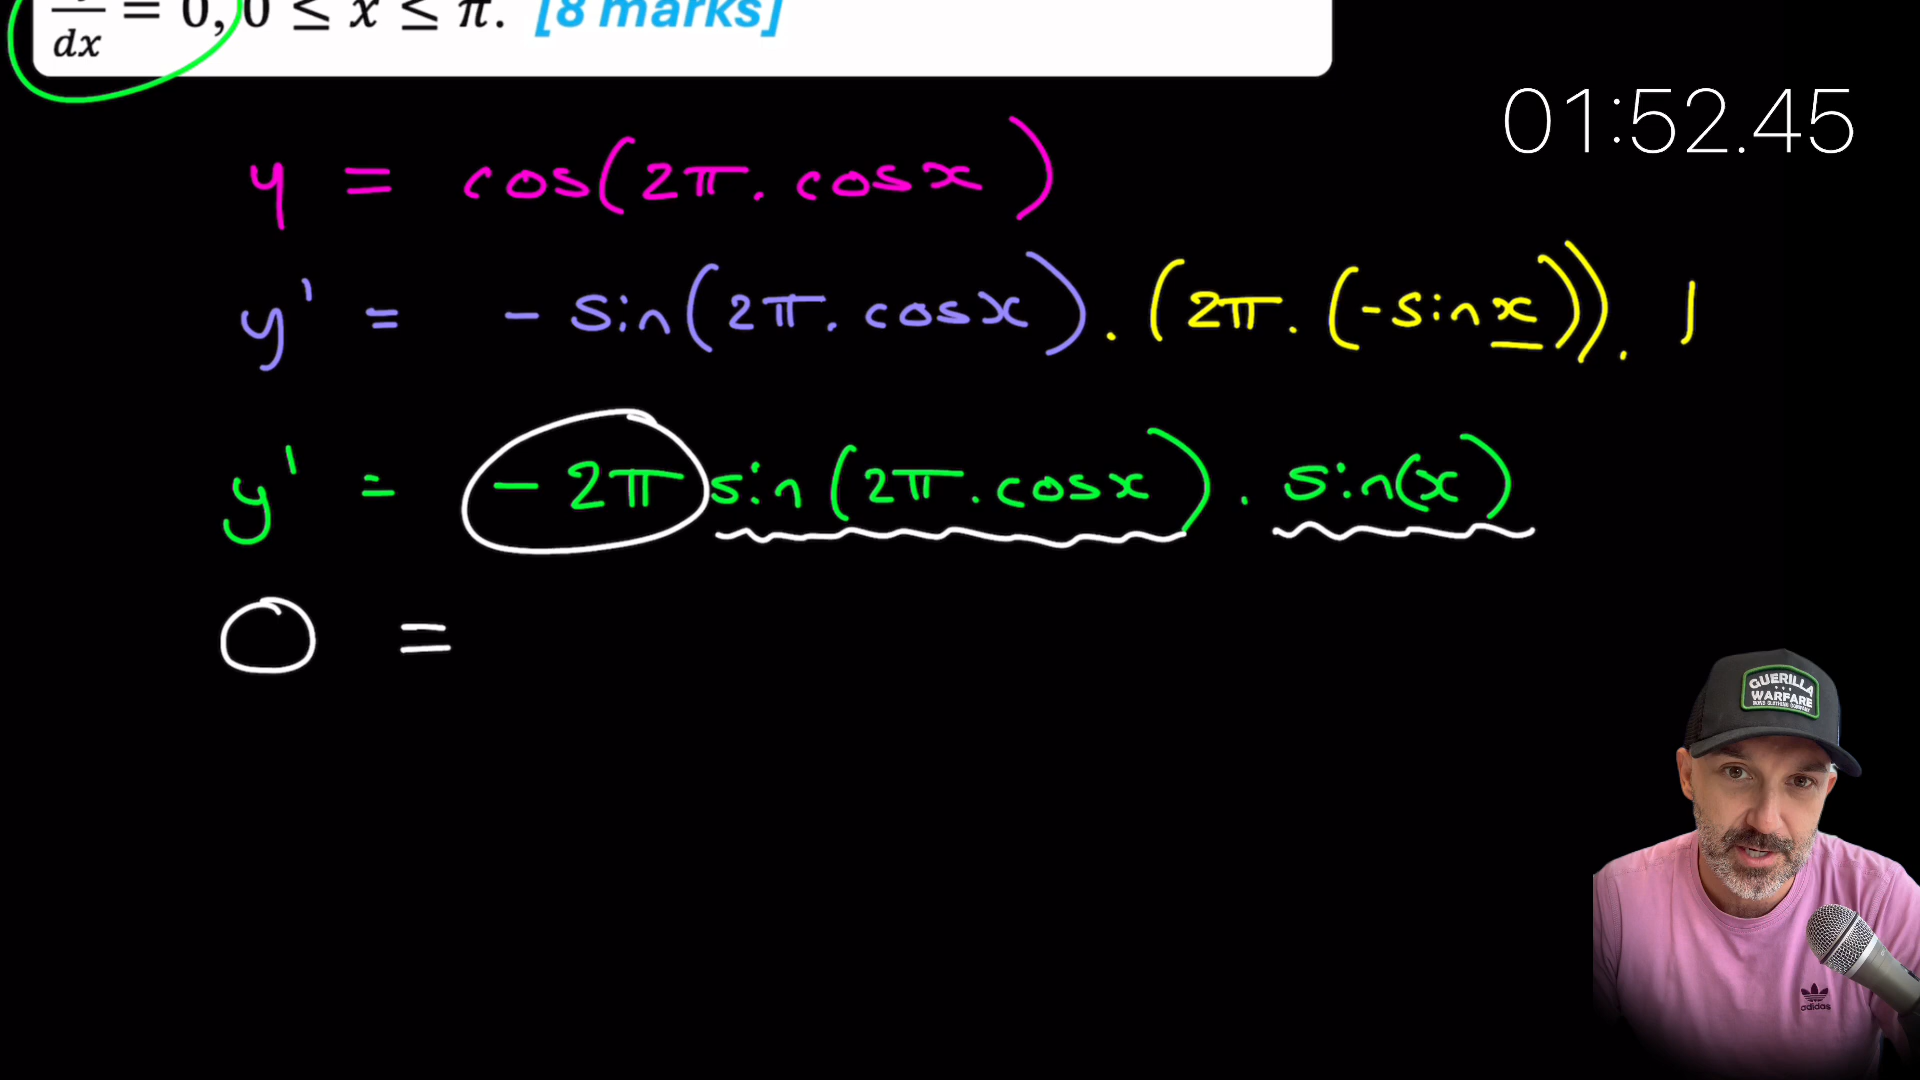 dx = 0, 0 ≤ x ≤ π. [8 marks]
01:52.45
y = cos(2π. cosx)
y' = - sin(2π. cosx) . (2π. (-sinx)) . 1
y' = - 2π sin(2π. cosx) . sin(x)
0 =
GUERILLA
WARFARE
adidas